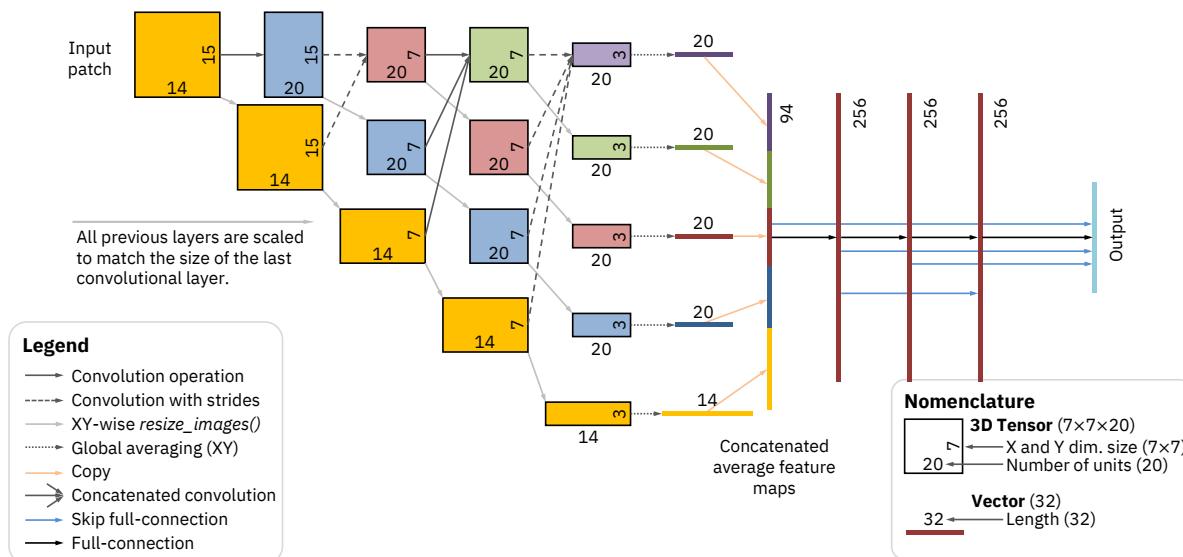 Input
patch
15
14
15
20
7
20
7
20
3
20
20
15
14
7
20
7
20
3
20
20
94
256
256
256
7
14
7
20
3
20
20
All previous layers are scaled
to match the size of the last
convolutional layer.
Output
7
14
3
20
20
3
14
14
Concatenated
average feature
maps
Legend
Convolution operation
Convolution with strides
XY-wise resize_images()
Global averaging (XY)
Copy
Concatenated convolution
Skip full-connection
Full-connection
Nomenclature
3D Tensor (7×7×20)
7
X and Y dim. size (7×7)
20
Number of units (20)
Vector (32)
32
Length (32)